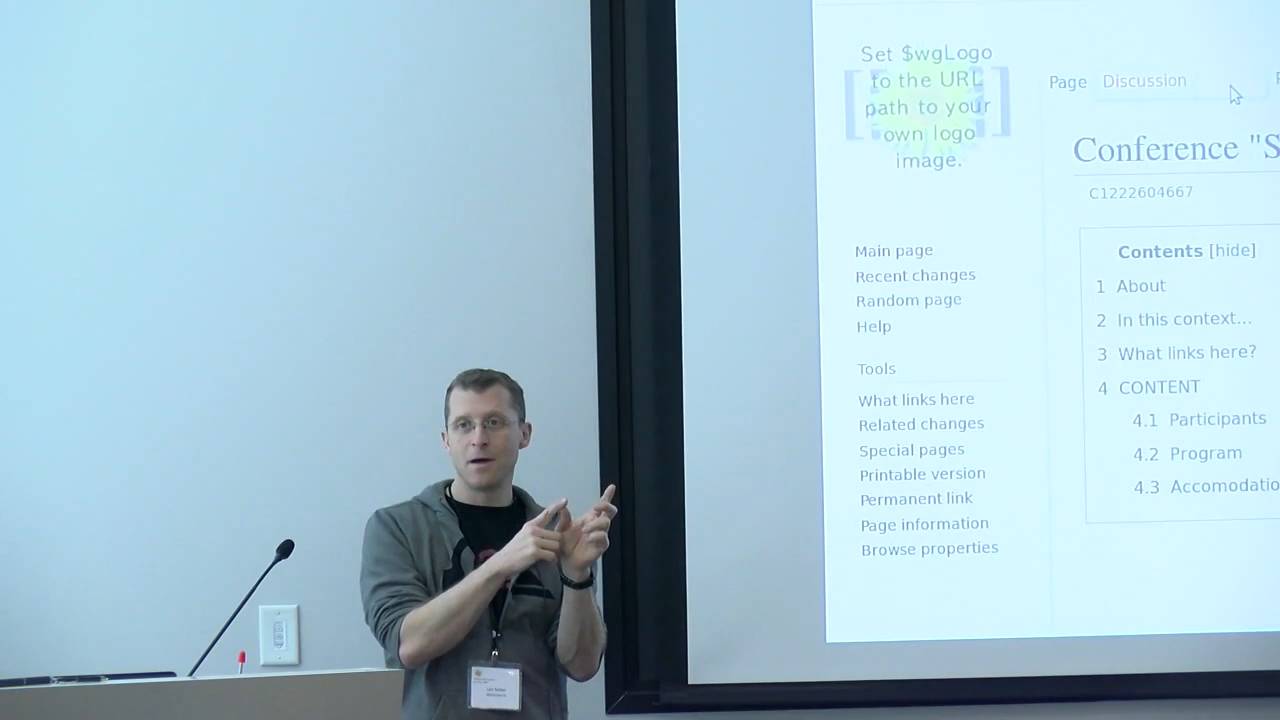 Set $wgLogo
to the URL
path to your
own logo
image.
Page Discussion
Conference "S
C1222604667
Main page
Recent changes
Random page
Help
Tools
What links here
Related changes
Special pages
Printable version
Permanent link
Page information
Browse properties
Contents [hide]
1 About
2 In this context...
3 What links here?
4 CONTENT
4.1 Participants
4.2 Program
4.3 Accomodatio